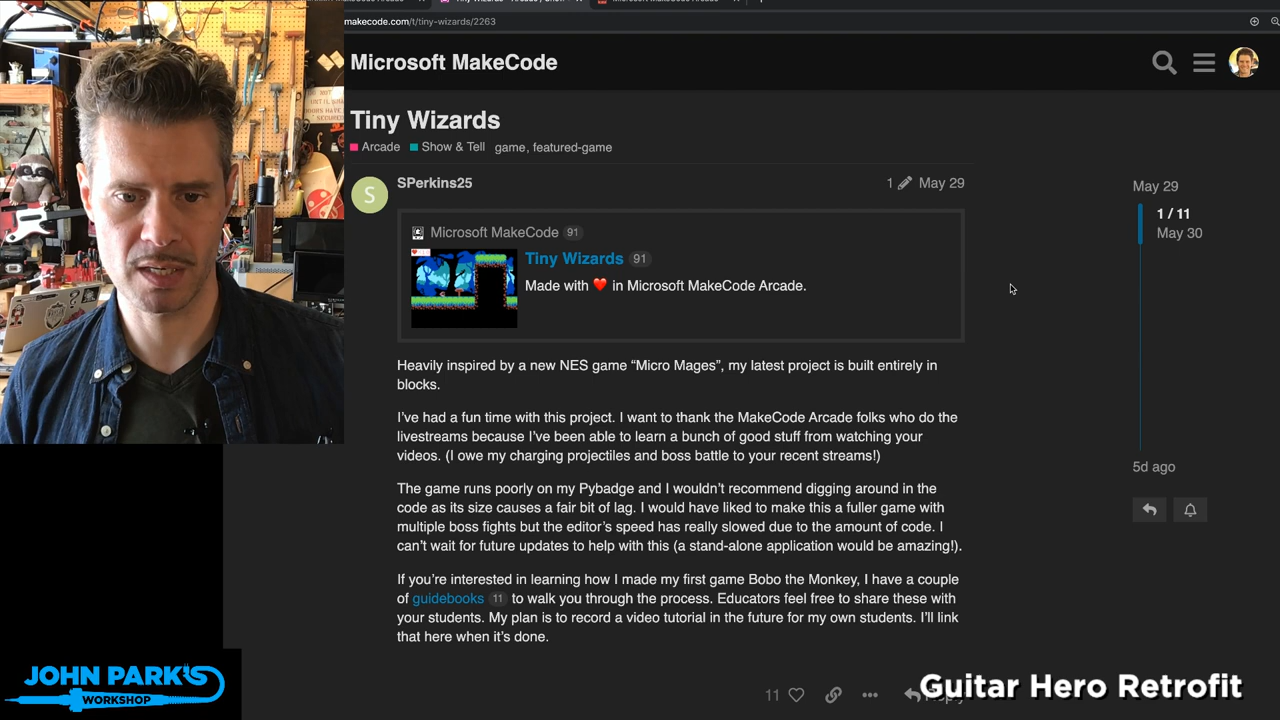 makecode.com/t/tiny-wizards/2263
Microsoft MakeCode
Tiny Wizards
Arcade Show & Tell game, featured-game
S SPerkins25 1 May 29
Microsoft MakeCode 91
Tiny Wizards 91
Made with ❤️ in Microsoft MakeCode Arcade.
Heavily inspired by a new NES game “Micro Mages”, my latest project is built entirely in
blocks.
I’ve had a fun time with this project. I want to thank the MakeCode Arcade folks who do the
livestreams because I’ve been able to learn a bunch of good stuff from watching your
videos. (I owe my charging projectiles and boss battle to your recent streams!)
The game runs poorly on my Pybadge and I wouldn’t recommend digging around in the
code as its size causes a fair bit of lag. I would have liked to make this a fuller game with
multiple boss fights but the editor’s speed has really slowed due to the amount of code. I
can’t wait for future updates to help with this (a stand-alone application would be amazing!).
If you’re interested in learning how I made my first game Bobo the Monkey, I have a couple
of guidebooks 11 to walk you through the process. Educators feel free to share these with
your students. My plan is to record a video tutorial in the future for my own students. I’ll link
that here when it’s done.
11
May 29
1 / 11
May 30
5d ago
JOHN PARK'S
WORKSHOP
Guitar Hero Retrofit